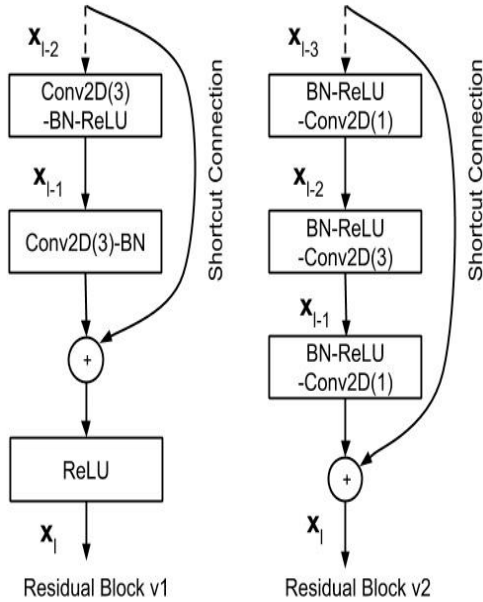 x_{l-2}
Conv2D(3)
-BN-ReLU
x_{l-1}
Conv2D(3)-BN
+
ReLU
x_l
Shortcut Connection
Residual Block v1
x_{l-3}
BN-ReLU
-Conv2D(1)
x_{l-2}
BN-ReLU
-Conv2D(3)
x_{l-1}
BN-ReLU
-Conv2D(1)
+
x_l
Shortcut Connection
Residual Block v2